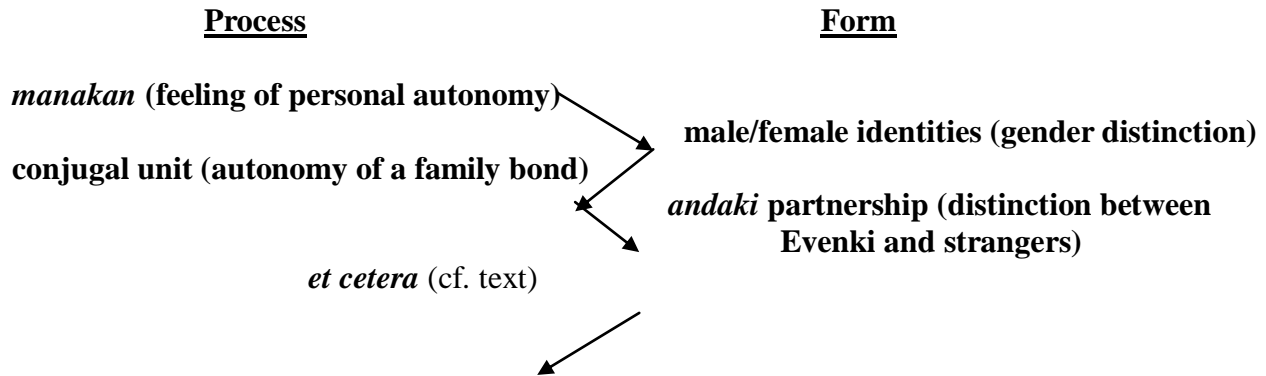 Process Form
manakan (feeling of personal autonomy)
male/female identities (gender distinction)
conjugal unit (autonomy of a family bond)
andaki partnership (distinction between
Evenki and strangers)
et cetera (cf. text)